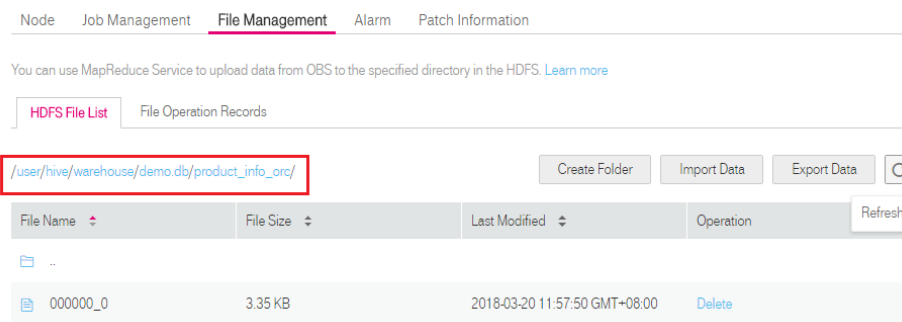 Node Job Management File Management Alarm Patch Information
You can use MapReduce Service to upload data from OBS to the specified directory in the HDFS. Learn more
HDFS File List File Operation Records
/user/hive/warehouse/demo.db/product_info_orc/ Create Folder Import Data Export Data
Refresh
File Name File Size Last Modified Operation
..
000000_0 3.35 KB 2018-03-20 11:57:50 GMT+08:00 Delete